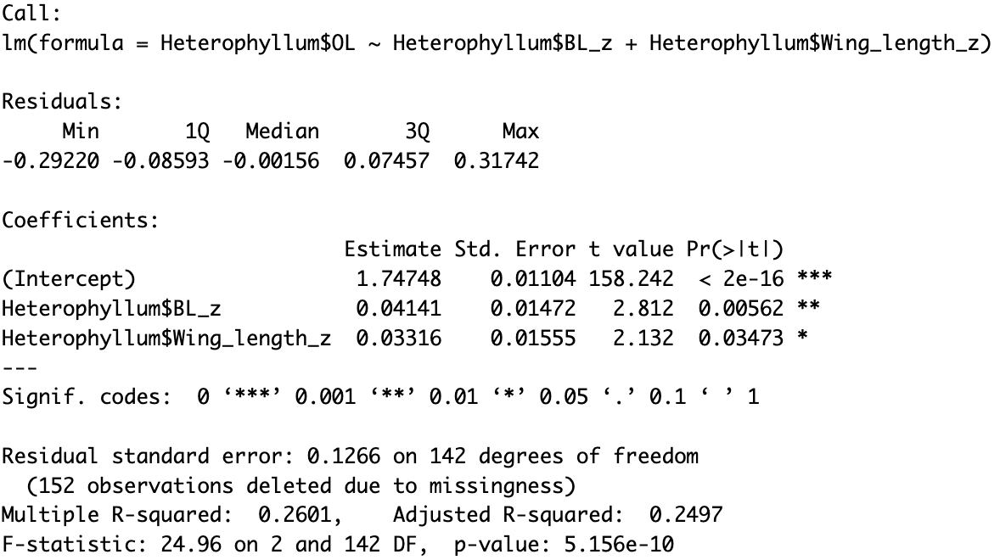 Call:
lm(formula = Heterophyllum$OL ~ Heterophyllum$BL_z + Heterophyllum$Wing_length_z)
Residuals:
Min 1Q Median 3Q Max
-0.29220 -0.08593 -0.00156 0.07457 0.31742
Coefficients:
Estimate Std. Error t value Pr(>|t|)
(Intercept) 1.74748 0.01104 158.242 < 2e-16 ***
Heterophyllum$BL_z 0.04141 0.01472 2.812 0.00562 **
Heterophyllum$Wing_length_z 0.03316 0.01555 2.132 0.03473 *
---
Signif. codes: 0 ‘***’ 0.001 ‘**’ 0.01 ‘*’ 0.05 ‘.’ 0.1 ‘ ’ 1
Residual standard error: 0.1266 on 142 degrees of freedom
(152 observations deleted due to missingness)
Multiple R-squared: 0.2601, Adjusted R-squared: 0.2497
F-statistic: 24.96 on 2 and 142 DF, p-value: 5.156e-10